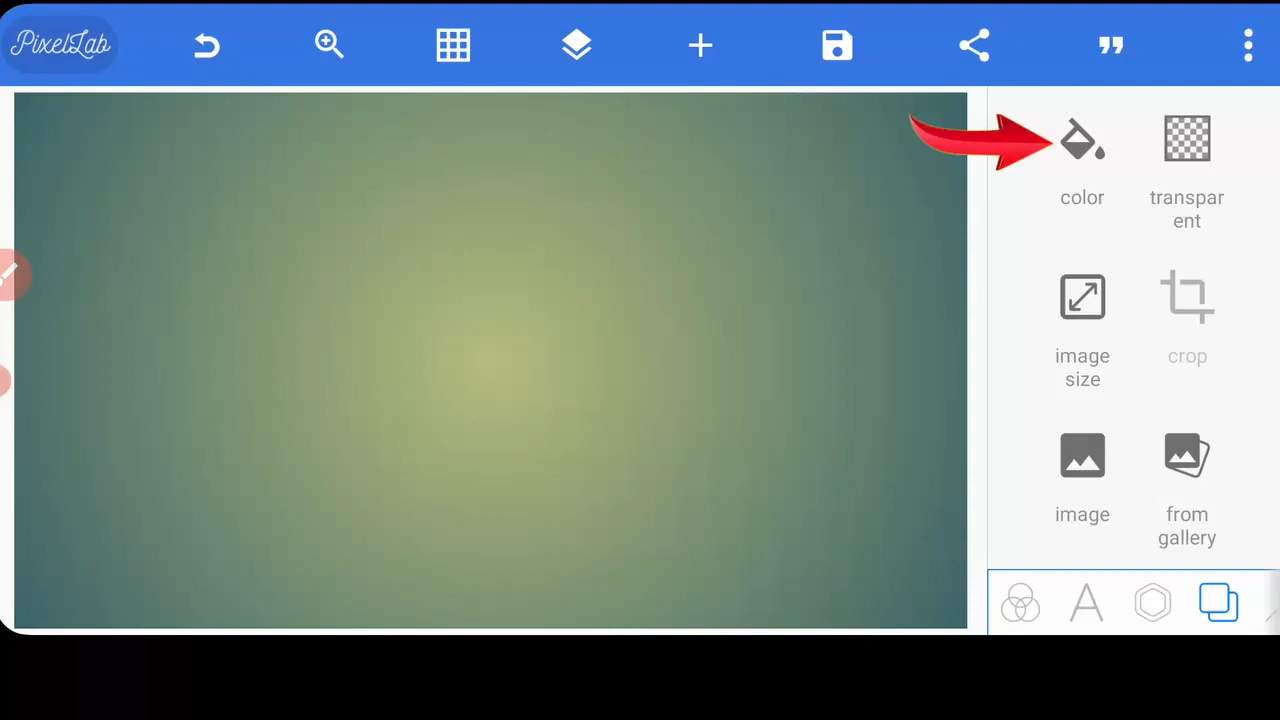 PixelLab
color
transpar
ent
image
size
crop
image
from
gallery